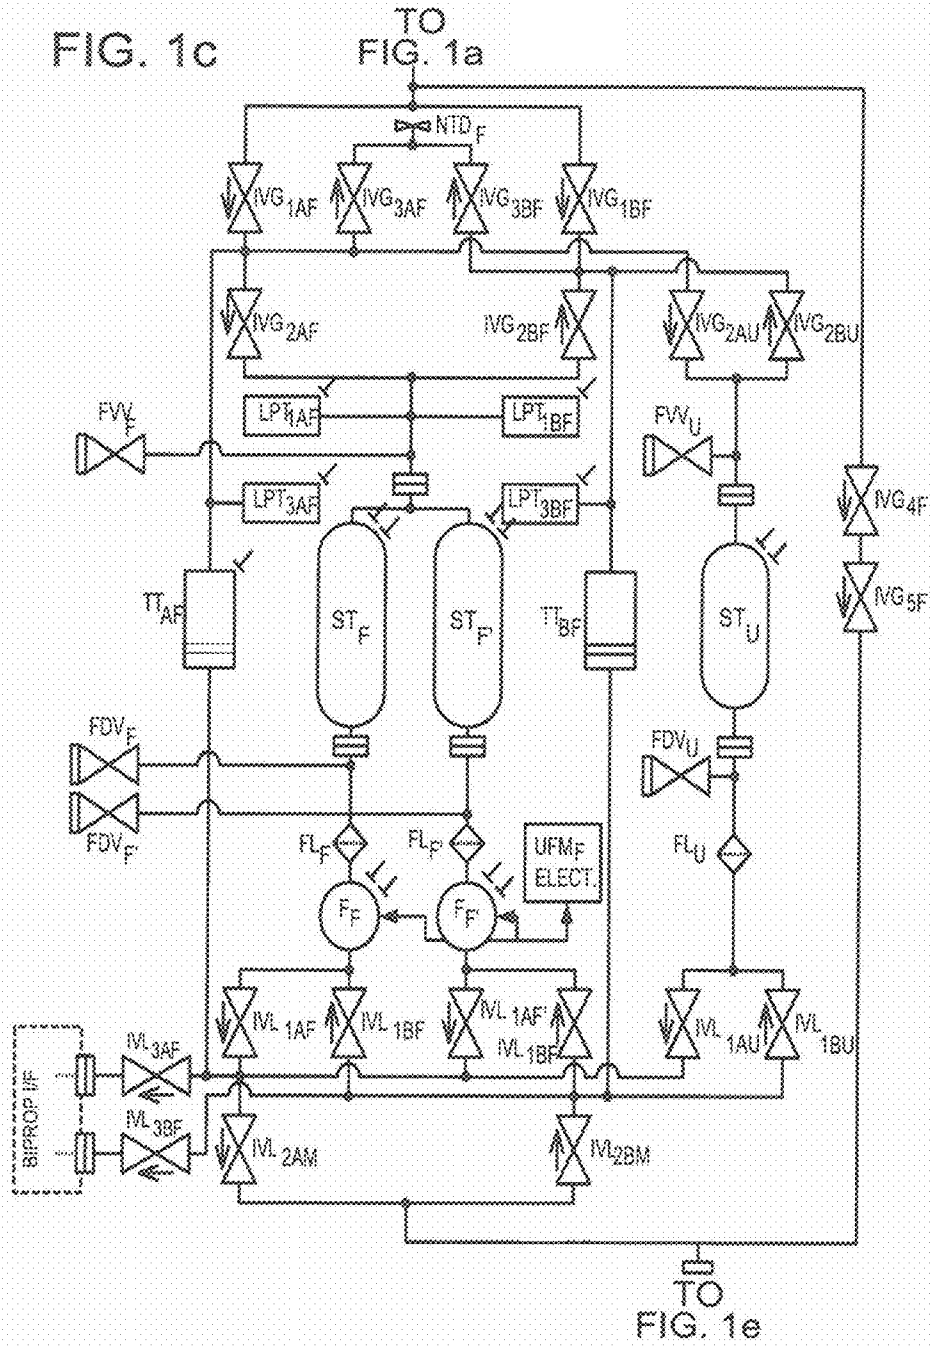 FIG. 1c
TO
FIG. 1a
NTD F
IVG 1AF
IVG 3AF
IVG 3BF
IVG 1BF
IVG 2AF
IVG 2BF
IVG 2AU
IVG 2BU
FVV F
LPT 1AF
LPT 1BF
FVV U
LPT 3AF
LPT 3BF
IVG 4F
TT AF
ST F
ST F'
TT BF
ST U
IVG 5F
FDV F
FDV U
FDV F'
FL F
FL F'
UFM F
ELECT.
FL U
F F
F F'
IVL 1AF
IVL 1BF
IVL 1AF'
IVL 1BF
IVL 1AU
IVL 1BU
IVL 3AF
BIPROP I/F
IVL 3BF
IVL 2AM
IVL 2BM
TO
FIG. 1e